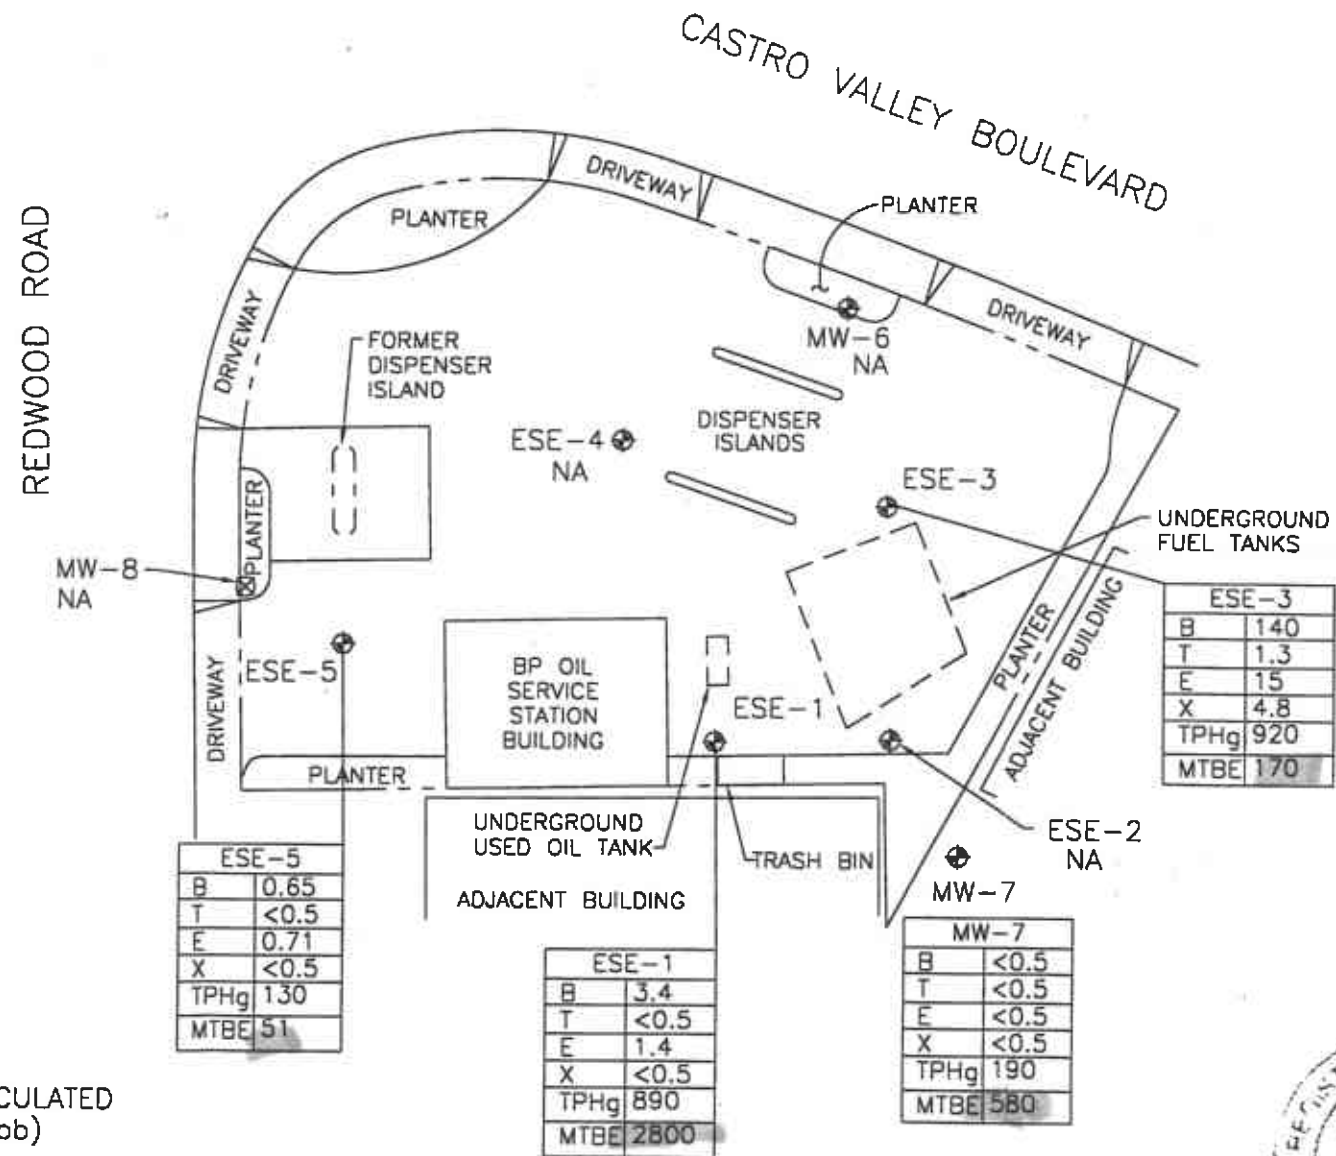 CASTRO VALLEY BOULEVARD
REDWOOD ROAD
DRIVEWAY
PLANTER
PLANTER
DRIVEWAY
DRIVEWAY
FORMER
DISPENSER
ISLAND
MW-6
NA
DISPENSER
ISLANDS
ESE-4
NA
ESE-3
UNDERGROUND
FUEL TANKS
PLANTER
MW-8
NA
ESE-5
DRIVEWAY
BP OIL
SERVICE
STATION
BUILDING
ESE-1
PLANTER
ADJACENT BUILDING
PLANTER
UNDERGROUND
USED OIL TANK
TRASH BIN
ADJACENT BUILDING
ESE-2
NA
MW-7
ESE-3
B 140
T 1.3
E 15
X 4.8
TPHg 920
MTBE 170
ESE-5
B 0.65
T <0.5
E 0.71
X <0.5
TPHg 130
MTBE 51
ESE-1
B 3.4
T <0.5
E 1.4
X <0.5
TPHg 890
MTBE 2800
MW-7
B <0.5
T <0.5
E <0.5
X <0.5
TPHg 190
MTBE 580
CULATED
ob)